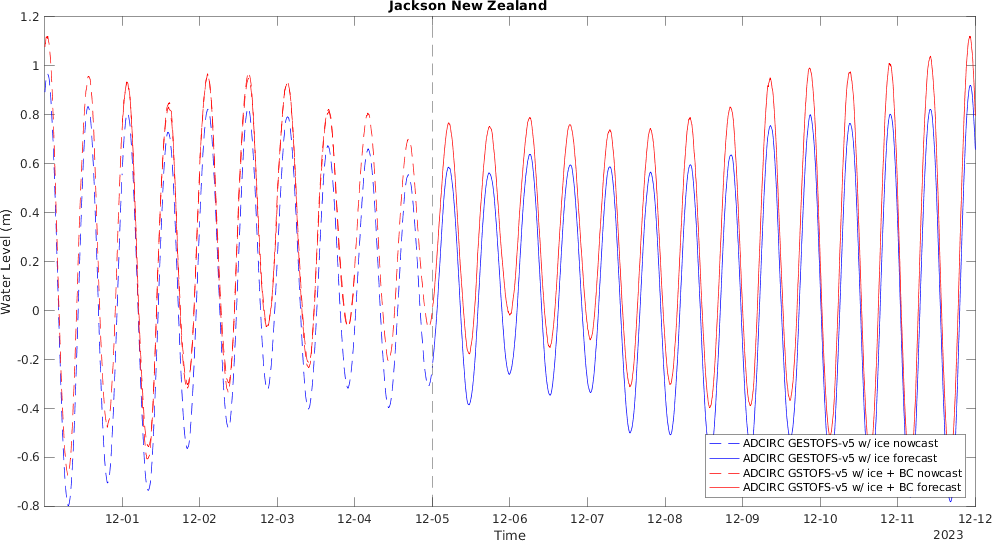 Jackson New Zealand
1.2
1
0.8
0.6
0.4
0.2
0
-0.2
-0.4
-0.6
-0.8
Water Level (m)
ADCIRC GESTOFS-v5 w/ ice nowcast
ADCIRC GESTOFS-v5 w/ ice forecast
ADCIRC GSTOFS-v5 w/ ice + BC nowcast
ADCIRC GSTOFS-v5 w/ ice + BC forecast
12-01 12-02 12-03 12-04 12-05 12-06 12-07 12-08 12-09 12-10 12-11 12-12
Time
2023